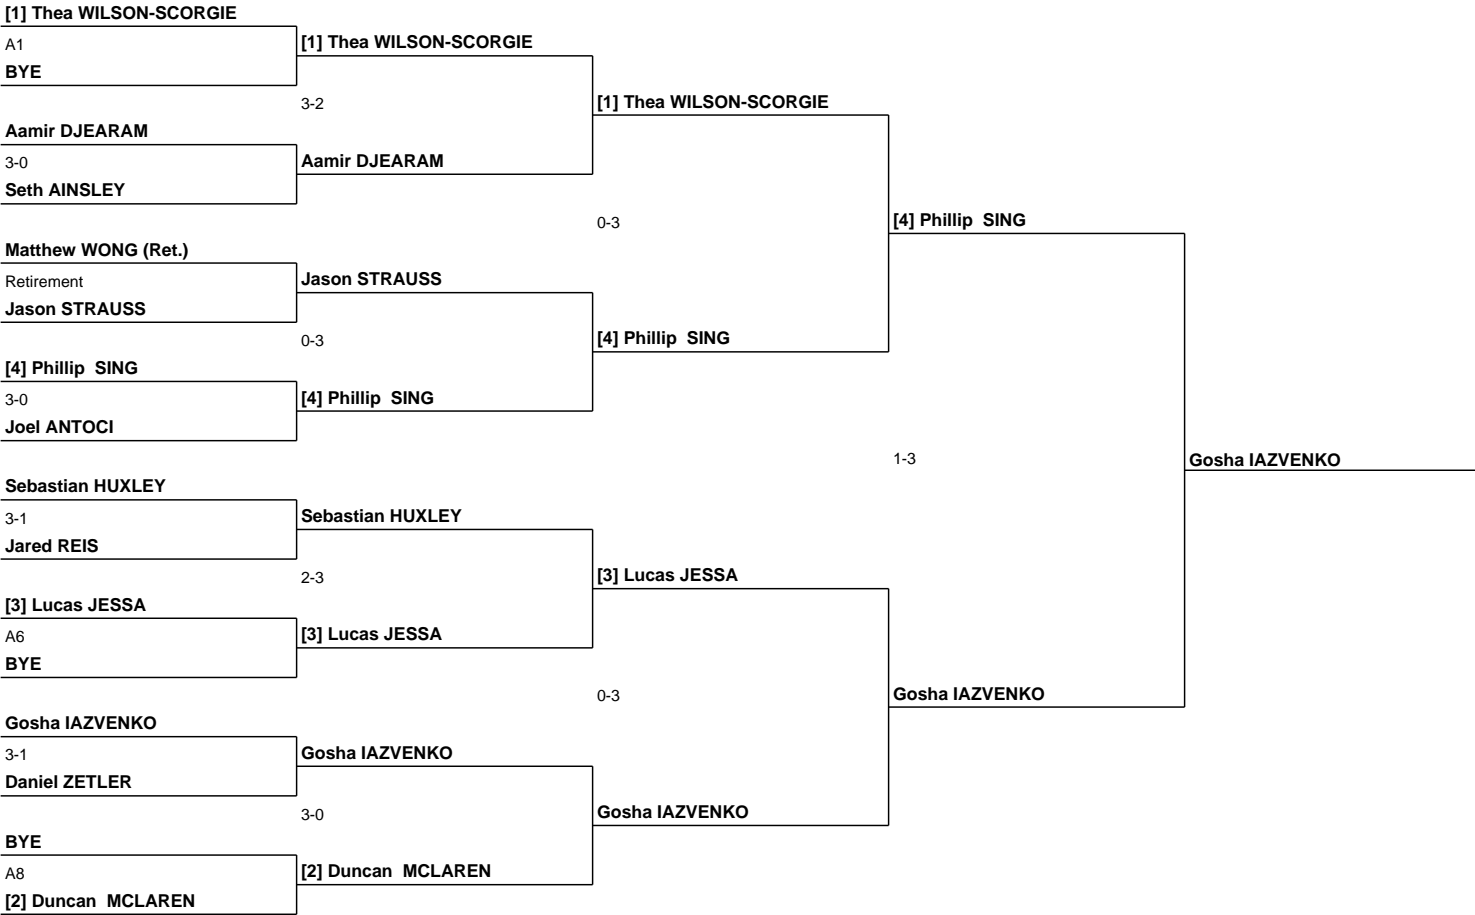 [1] Thea WILSON-SCORGIE
A1
BYE
Aamir DJEARAM
3-0
Seth AINSLEY
Matthew WONG (Ret.)
Retirement
Jason STRAUSS
[4] Phillip  SING
3-0
Joel ANTOCI
Sebastian HUXLEY
3-1
Jared REIS
[3] Lucas JESSA
A6
BYE
Gosha IAZVENKO
3-1
Daniel ZETLER
BYE
A8
[2] Duncan  MCLAREN
[1] Thea WILSON-SCORGIE
3-2
Aamir DJEARAM
Jason STRAUSS
0-3
[4] Phillip  SING
Sebastian HUXLEY
2-3
[3] Lucas JESSA
Gosha IAZVENKO
3-0
[2] Duncan  MCLAREN
[1] Thea WILSON-SCORGIE
0-3
[4] Phillip  SING
[3] Lucas JESSA
0-3
Gosha IAZVENKO
[4] Phillip  SING
1-3
Gosha IAZVENKO
Gosha IAZVENKO